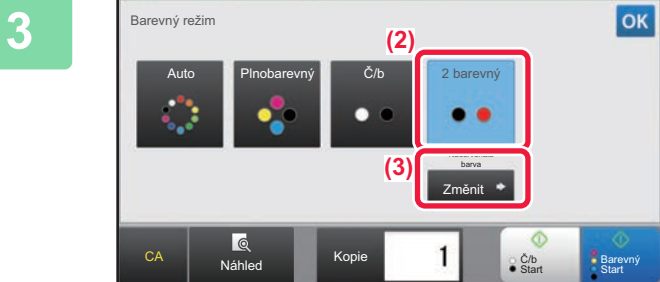 3
Barevný režim
OK
(2)
Auto
Plnobarevný
Č/b
2 barevný
(3)
barva
Změnit
CA
Náhled
Kopie
1
Č/b
Start
Barevný
Start